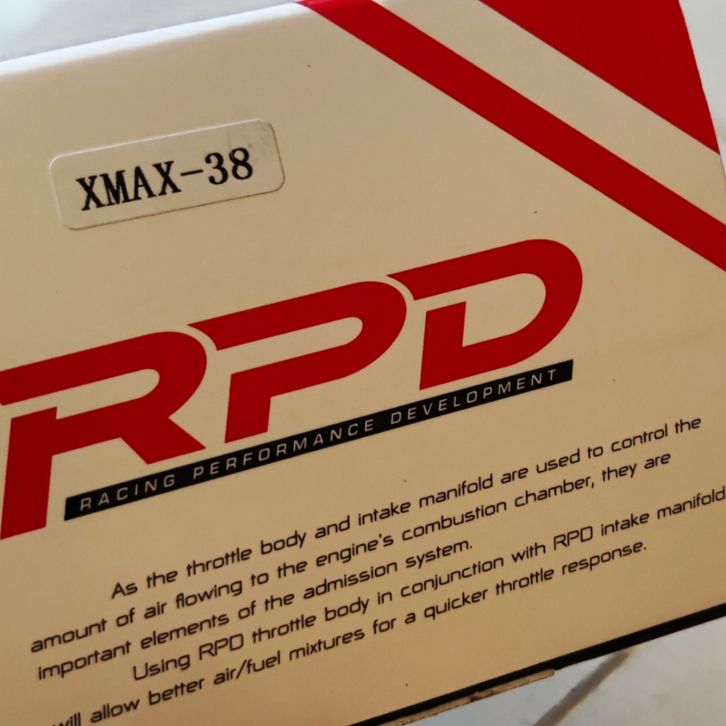 XMAX-38
RPD
RACING PERFORMANCE DEVELOPMENT
As the throttle body and intake manifold are used to control the
amount of air flowing to the engine's combustion chamber, they are
important elements of the admission system.
Using RPD throttle body in conjunction with RPD intake manifold
will allow better air/fuel mixtures for a quicker throttle response.